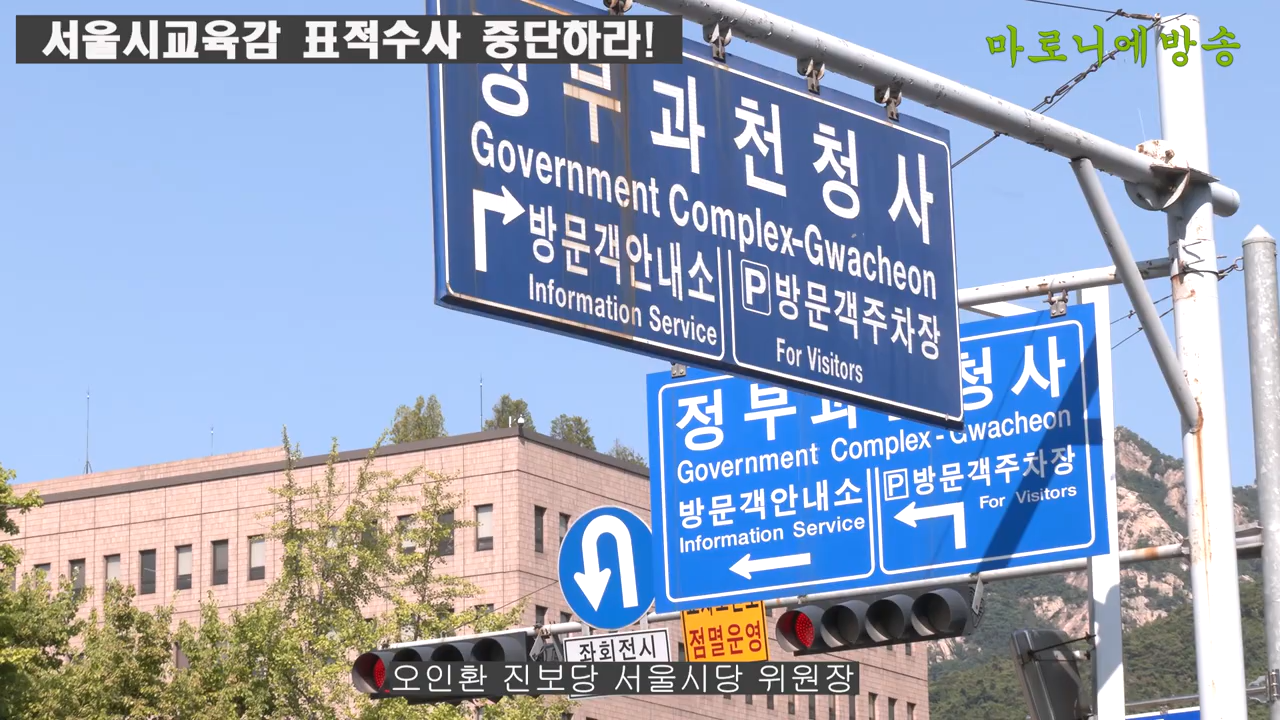 서울시교육감 표적수사 중단하라!
마로니에방송
정부과천청사
Government Complex-Gwacheon
방문객안내소
Information Service
P 방문객주차장
For Visitors
정부과천청사
Government Complex-Gwacheon
방문객안내소
Information Service
P 방문객주차장
For Visitors
점멸운영
좌회전시
오인환 진보당 서울시당 위원장